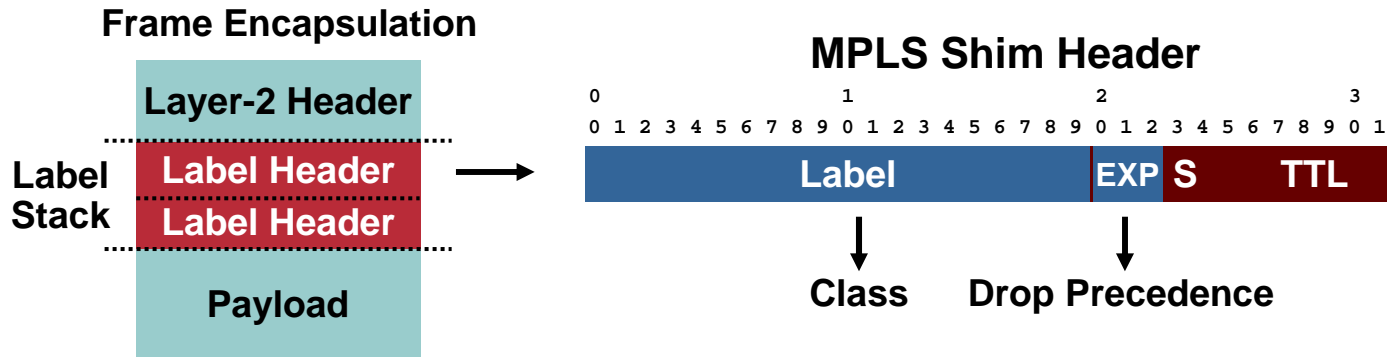 Frame Encapsulation
Layer-2 Header
Label Stack
Label Header
Label Header
Payload
MPLS Shim Header
0 1 2 3
0 1 2 3 4 5 6 7 8 9 0 1 2 3 4 5 6 7 8 9 0 1 2 3 4 5 6 7 8 9 0 1
Label EXP S TTL
Class Drop Precedence